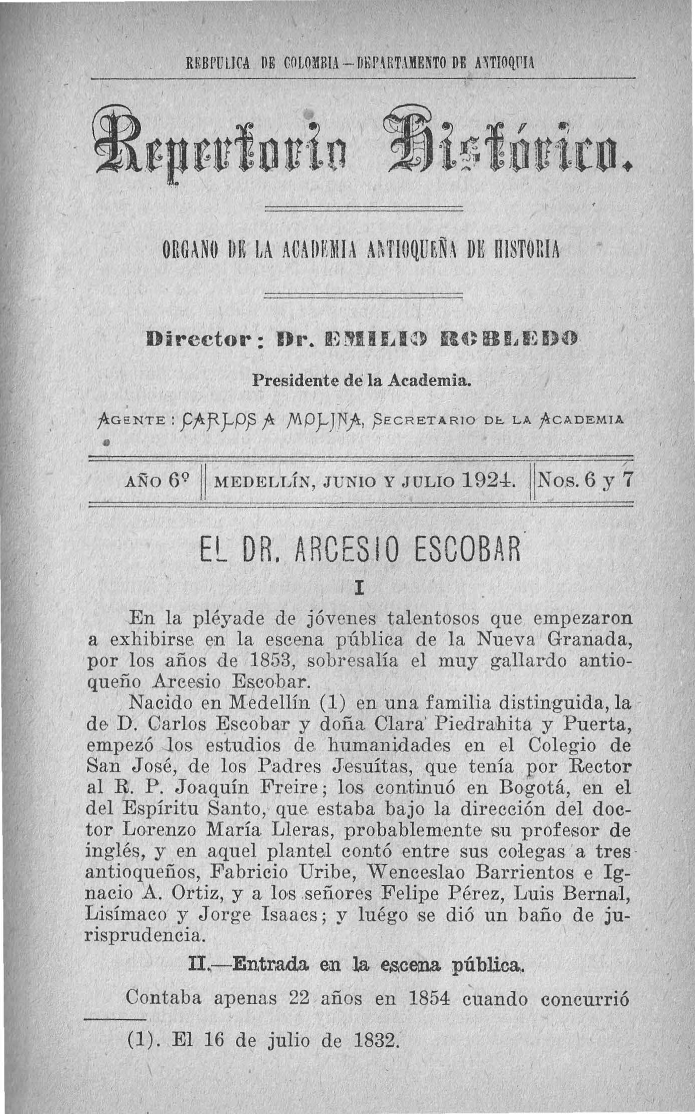 REBPULICA DE COLOMBIA—DEPARTAMENTO DE ANTIOQUIA
Repertorio Histórico.
ORGANO DE LA ACADEMIA ANTIOQUEÑA DE HISTORIA
Director: Dr. EMILIO ROBLEDO
Presidente de la Academia.
AGENTE: CARLOS A MOLINA, SECRETARIO DE LA ACADEMIA
AÑO 6º MEDELLÍN, JUNIO Y JULIO 1924. Nos. 6 y 7
EL DR. ARCESIO ESCOBAR
I
En la pléyade de jóvenes talentosos que empezaron
a exhibirse en la escena pública de la Nueva Granada,
por los años de 1853, sobresalía el muy gallardo antio-
queño Arcesio Escobar.
Nacido en Medellín (1) en una familia distinguida, la
de D. Carlos Escobar y doña Clara Piedrahita y Puerta,
empezó los estudios de humanidades en el Colegio de
San José, de los Padres Jesuítas, que tenía por Rector
al R. P. Joaquín Freire; los continuó en Bogotá, en el
del Espíritu Santo, que estaba bajo la dirección del doc-
tor Lorenzo María Lleras, probablemente su profesor de
inglés, y en aquel plantel contó entre sus colegas a tres
antioqueños, Fabricio Uribe, Wenceslao Barrientos e Ig-
nacio A. Ortiz, y a los señores Felipe Pérez, Luis Bernal,
Lisímaco y Jorge Isaacs; y luégo se dió un baño de ju-
risprudencia.
II.—Entrada en la escena pública.
Contaba apenas 22 años en 1854 cuando concurrió
(1). El 16 de julio de 1832.